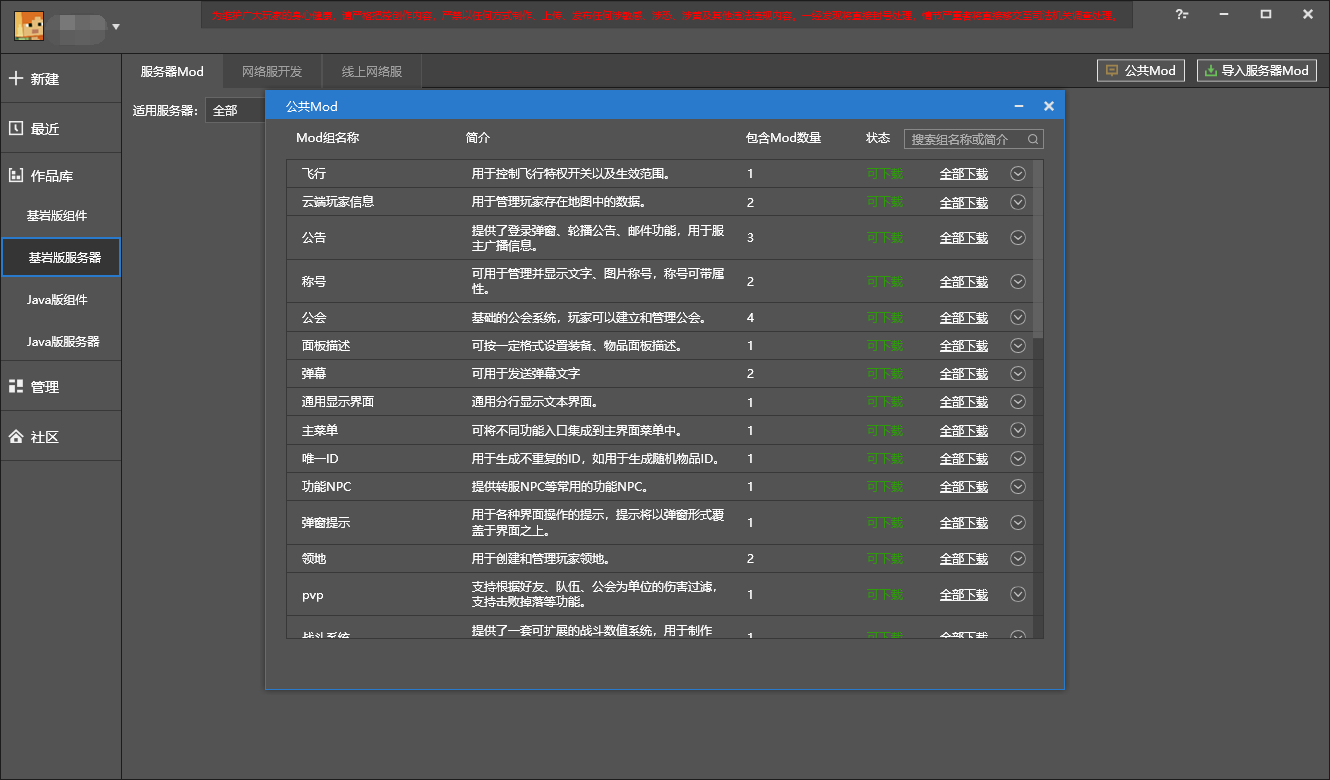 服务器Mod
网络服开发
线上网络服
公共Mod
导入服务器Mod
新建
最近
作品库
基岩版组件
基岩版服务器
Java版组件
Java版服务器
管理
社区
适用服务器：
全部
公共Mod
Mod组名称 简介 包含Mod数量 状态 搜索组名称或简介
飞行 用于控制飞行特权开关以及生效范围。 1 可下载 全部下载
云端玩家信息 用于管理玩家存在地图中的数据。 2 可下载 全部下载
公告 提供了登录弹窗、轮播公告、邮件功能，用于服
主广播信息。 3 可下载 全部下载
称号 可用于管理并显示文字、图片称号，称号可带属
性。 2 可下载 全部下载
公会 基础的公会系统，玩家可以建立和管理公会。 4 可下载 全部下载
面板描述 可按一定格式设置装备、物品面板描述。 1 可下载 全部下载
弹幕 可用于发送弹幕文字 2 可下载 全部下载
通用显示界面 通用分行显示文本界面。 1 可下载 全部下载
主菜单 可将不同功能入口集成到主界面菜单中。 1 可下载 全部下载
唯一ID 用于生成不重复的ID，如用于生成随机物品ID。 1 可下载 全部下载
功能NPC 提供转服NPC等常用的功能NPC。 1 可下载 全部下载
弹窗提示 用于各种界面操作的提示，提示将以弹窗形式覆
盖于界面之上。 1 可下载 全部下载
领地 用于创建和管理玩家领地。 2 可下载 全部下载
pvp 支持根据好友、队伍、公会为单位的伤害过滤，
支持击败掉落等功能。 1 可下载 全部下载
战斗系统 提供了一套可扩展的战斗数值系统，用于制作 1 可下载 全部下载